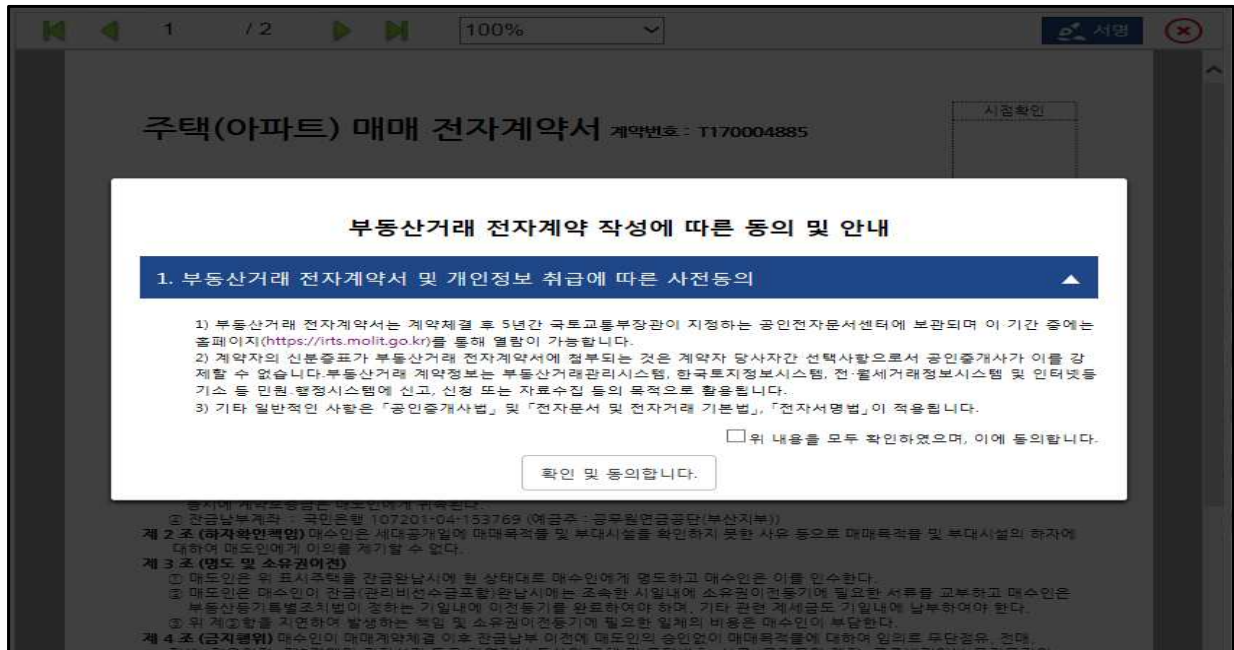 1 / 2 100% 서명
시점확인
주택(아파트) 매매 전자계약서 계약번호 : T170004885
부동산거래 전자계약 작성에 따른 동의 및 안내
1. 부동산거래 전자계약서 및 개인정보 취급에 따른 사전동의
1) 부동산거래 전자계약서는 계약체결 후 5년간 국토교통부장관이 지정하는 공인전자문서센터에 보관되며 이 기간 중에는
홈페이지(https://irts.molit.go.kr)를 통해 열람이 가능합니다.
2) 계약자의 신분증표가 부동산거래 전자계약서에 첨부되는 것은 계약자 당사자간 선택사항으로서 공인중개사가 이를 강
제할 수 없습니다.부동산거래 계약정보는 부동산거래관리시스템, 한국토지정보시스템, 전·월세거래정보시스템 및 인터넷등
기소 등 민원·행정시스템에 신고, 신청 또는 자료수집 등의 목적으로 활용됩니다.
3) 기타 일반적인 사항은 「공인중개사법」 및 「전자문서 및 전자거래 기본법」, 「전자서명법」이 적용됩니다.
위 내용을 모두 확인하였으며, 이에 동의합니다.
확인 및 동의합니다.
동시에 계약보증금은 매도인에게 귀속된다.
② 잔금납부계좌 : 국민은행 107201-04-153769 (예금주 : 공무원연금공단(부산지부))
제 2 조 (하자확인책임) 매수인은 세대공개일에 매매목적물 및 부대시설을 확인하지 못한 사유 등으로 매매목적물 및 부대시설의 하자에
대하여 매도인에게 이의를 제기할 수 없다.
제 3 조 (명도 및 소유권이전)
① 매도인은 위 표시주택을 잔금완납시에 현 상태대로 매수인에게 명도하고 매수인은 이를 인수한다.
② 매도인은 매수인이 잔금(관리비선수금포함)완납시에는 조속한 시일내에 소유권이전등기에 필요한 서류를 교부하고 매수인은
부동산등기특별조치법이 정하는 기일내에 이전등기를 완료하여야 하며, 기타 관련 제세금도 기일내에 납부하여야 한다.
③ 위 제②항을 지연하여 발생하는 책임 및 소유권이전등기에 필요한 일체의 비용은 매수인이 부담한다.
제 4 조 (금지행위) 매수인이 매매계약체결 이후 잔금납부 이전에 매도인의 승인없이 매매목적물에 대하여 임의로 무단점유, 전매,